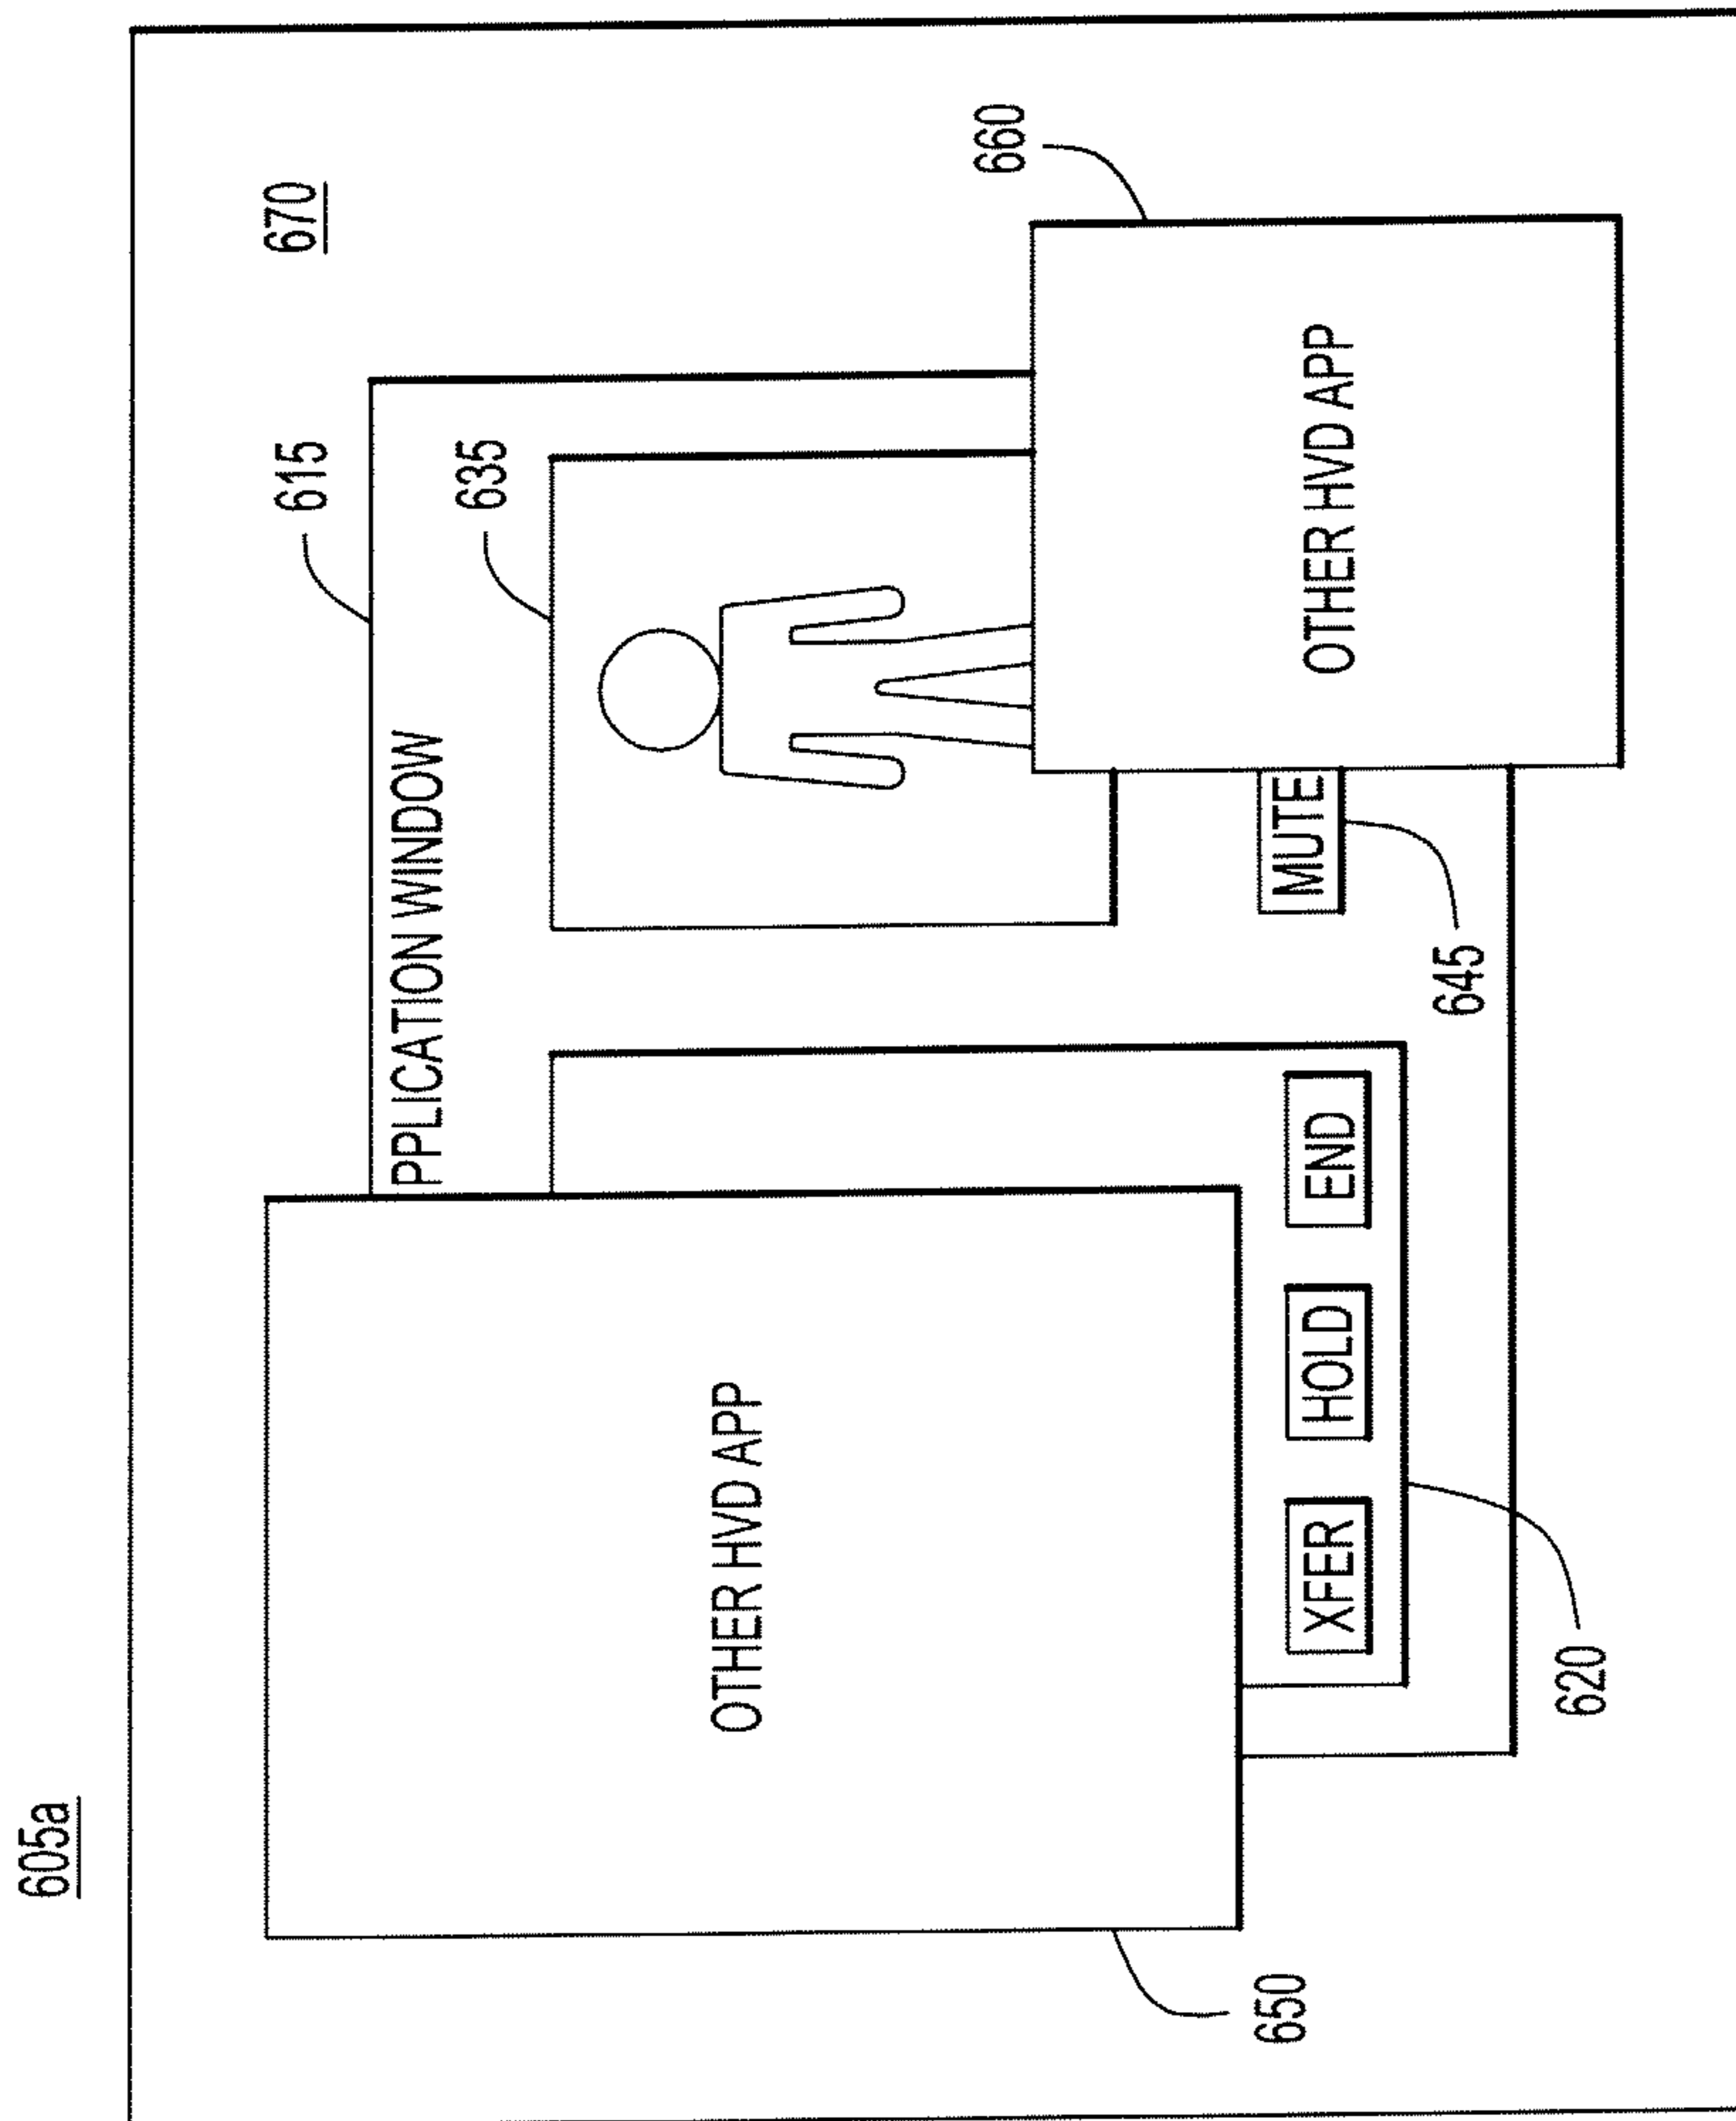 605a
670
615
635
660
PPLICATION WINDOW
OTHER HVD APP
OTHER HVD APP
MUTE
645
XFER
HOLD
END
650
620